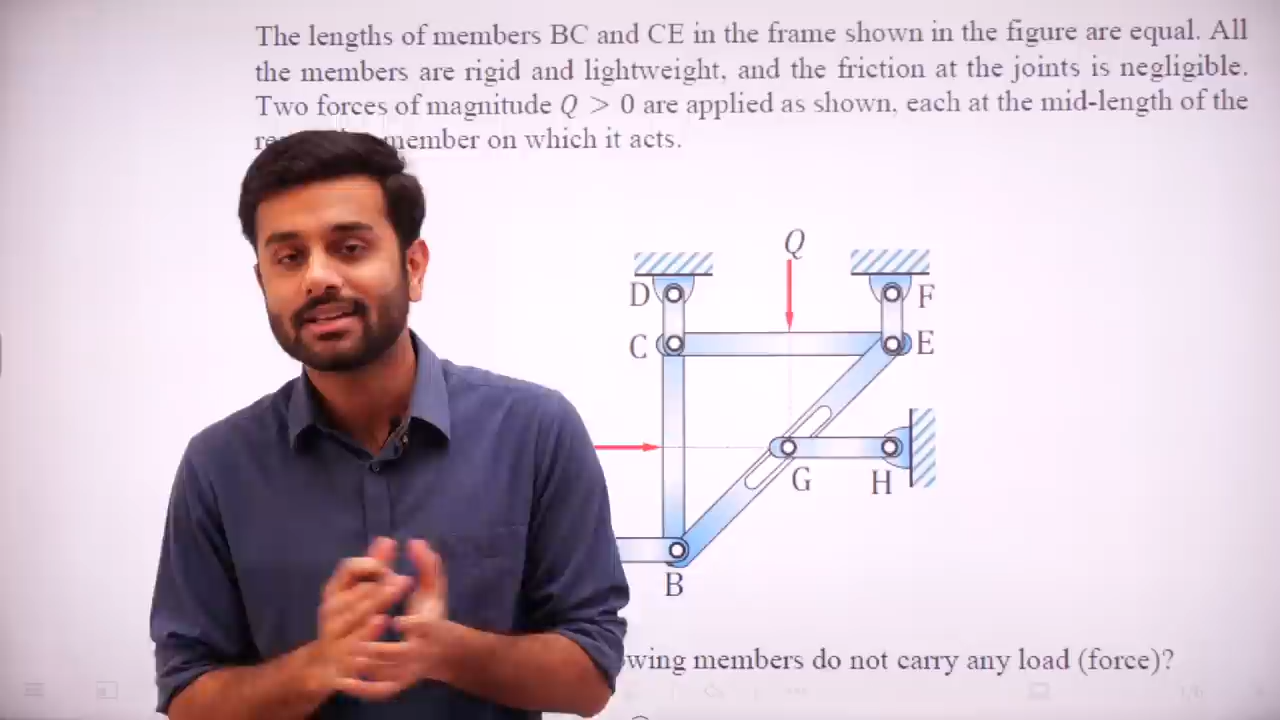 The lengths of members BC and CE in the frame shown in the figure are equal. All
the members are rigid and lightweight, and the friction at the joints is negligible.
Two forces of magnitude Q > 0 are applied as shown, each at the mid-length of the
member on which it acts.
Q
D
F
C
E
G
H
B
members do not carry any load (force)?